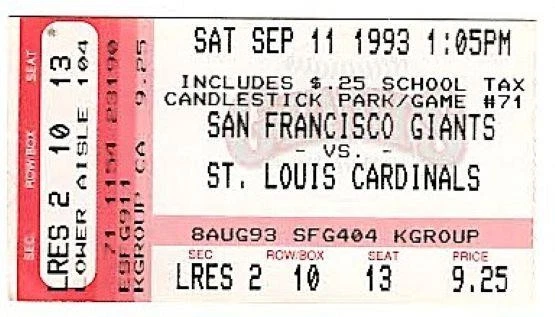 SAT SEP 11 1993 1:05PM
INCLUDES $.25 SCHOOL TAX
CANDLESTICK PARK/GAME #71
SAN FRANCISCO GIANTS
- VS. -
ST. LOUIS CARDINALS
8AUG93 SFG404 KGROUP
SEC ROW/BOX SEAT PRICE
LRES 2 10 13 9.25
SEC ROW/BOX SEAT
LRES 2 10 13
LOWER AISLE 104
71 1154 23190
ESFG911
KGROUP CA 9.25